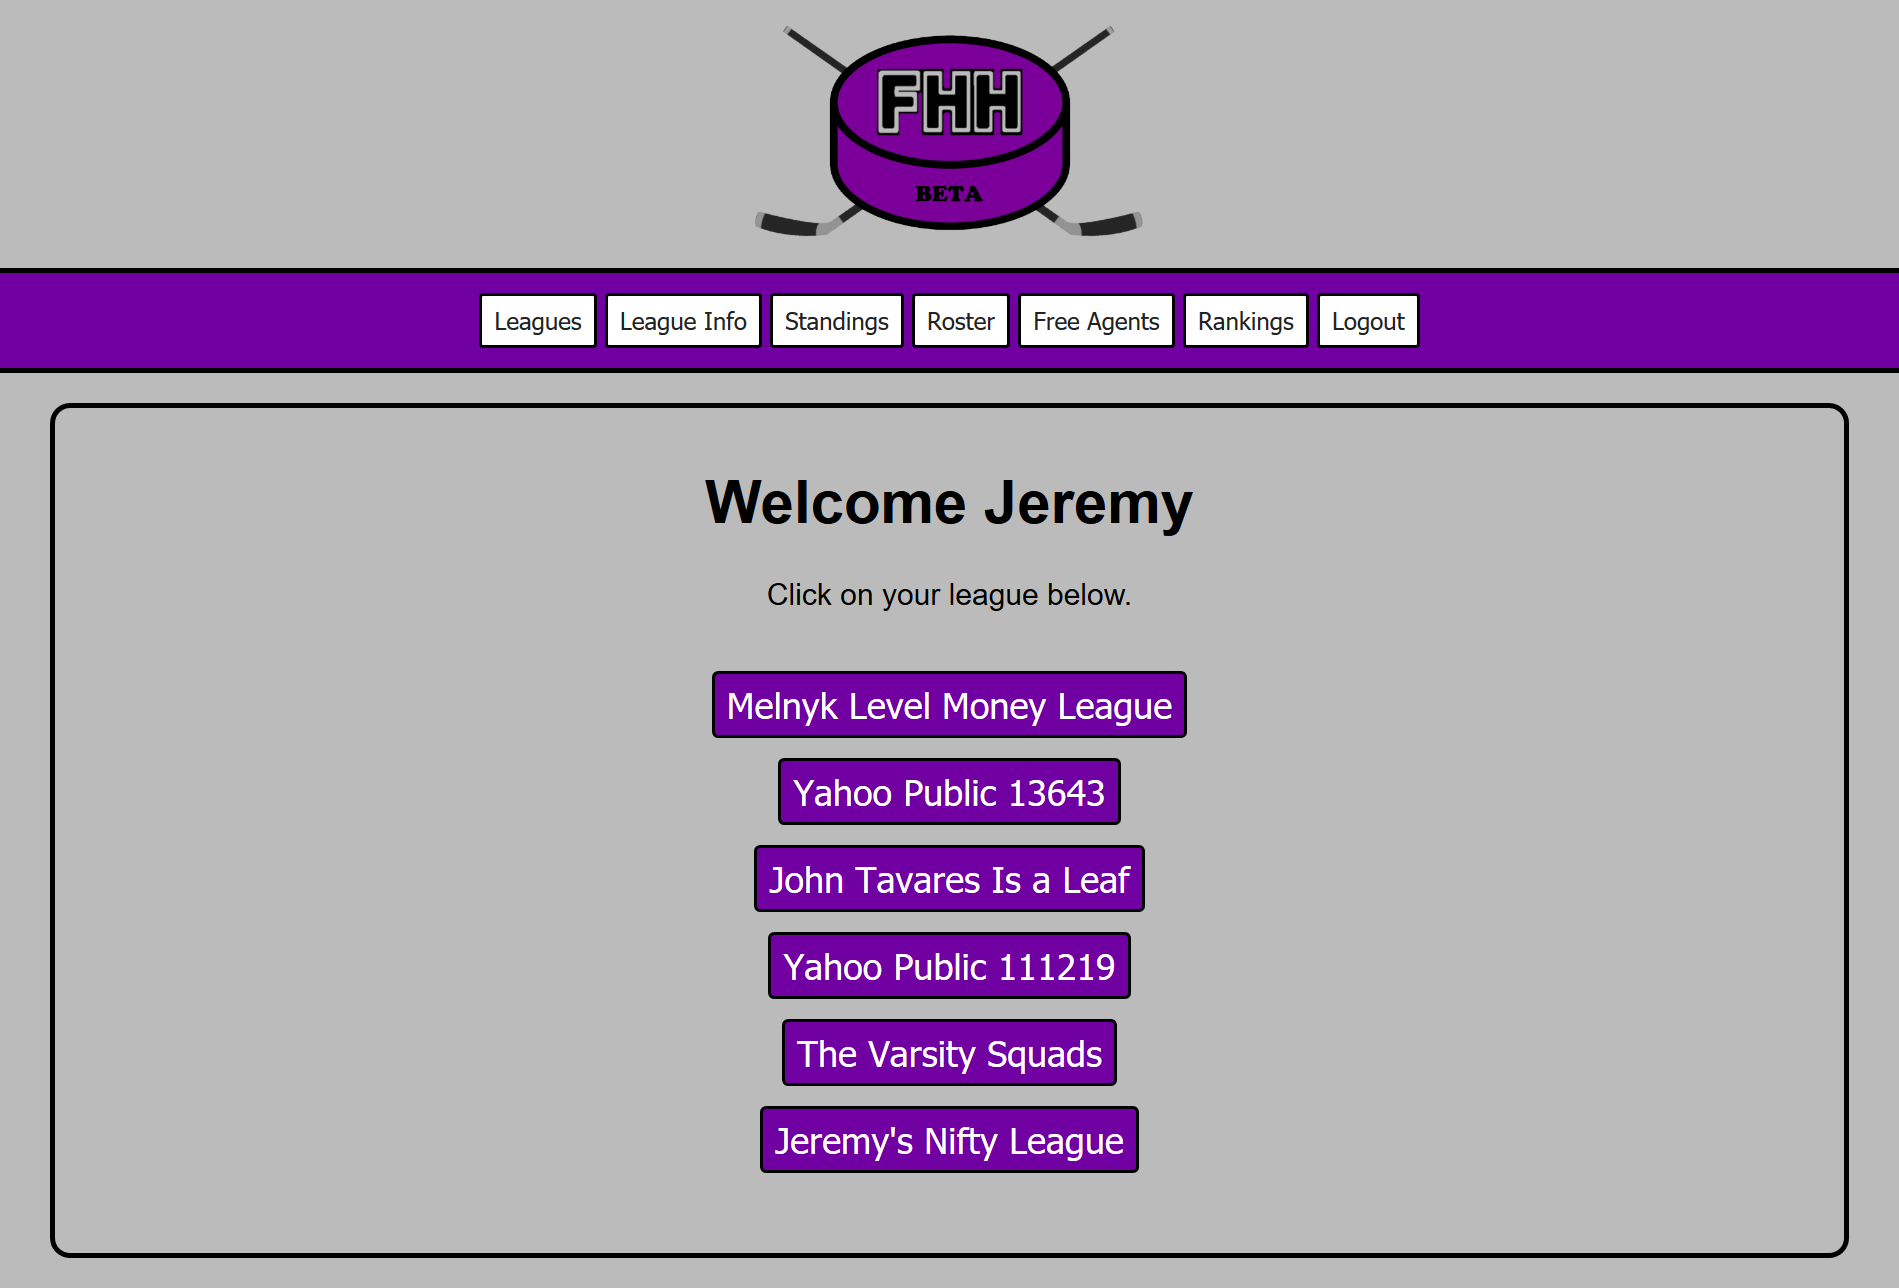 FHH
BETA
Leagues League Info Standings Roster Free Agents Rankings Logout
Welcome Jeremy
Click on your league below.
Melnyk Level Money League
Yahoo Public 13643
John Tavares Is a Leaf
Yahoo Public 111219
The Varsity Squads
Jeremy's Nifty League